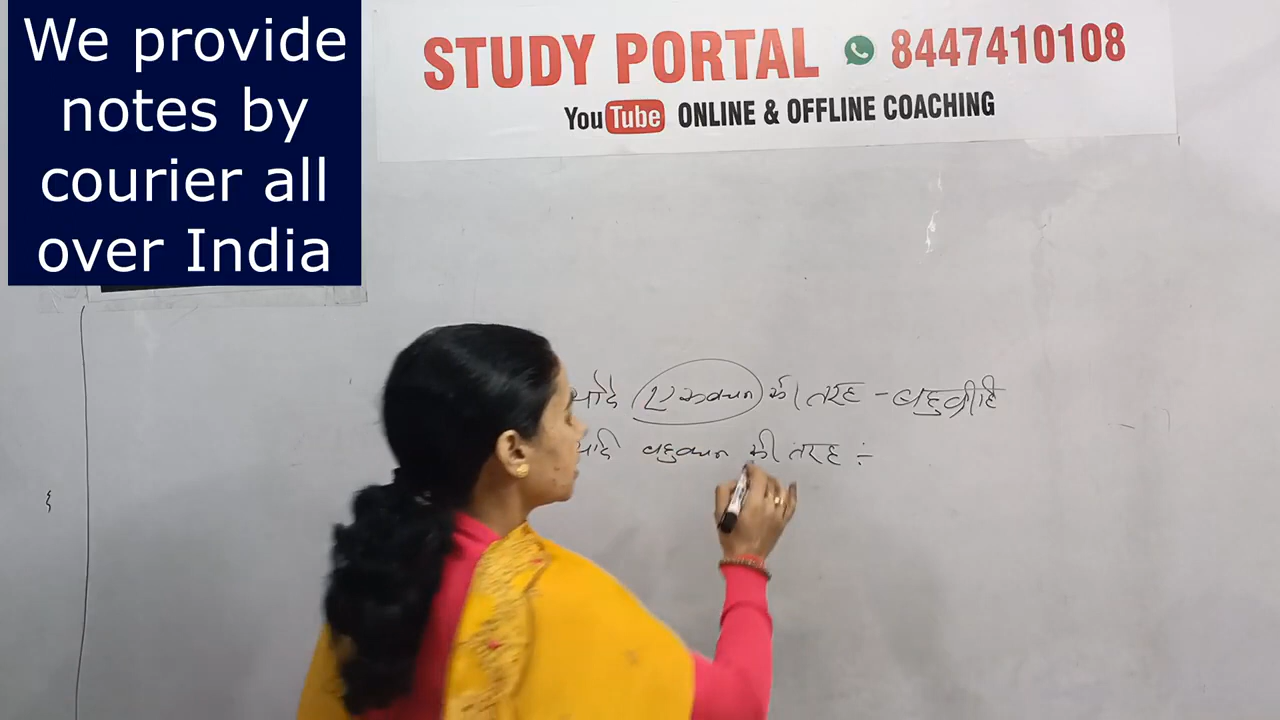 We provide
notes by
courier all
over India
STUDY PORTAL 8447410108
YouTube ONLINE & OFFLINE COACHING
यदि एकवचन की तरह - बहुव्रीहि
यदि बहुवचन की तरह :-